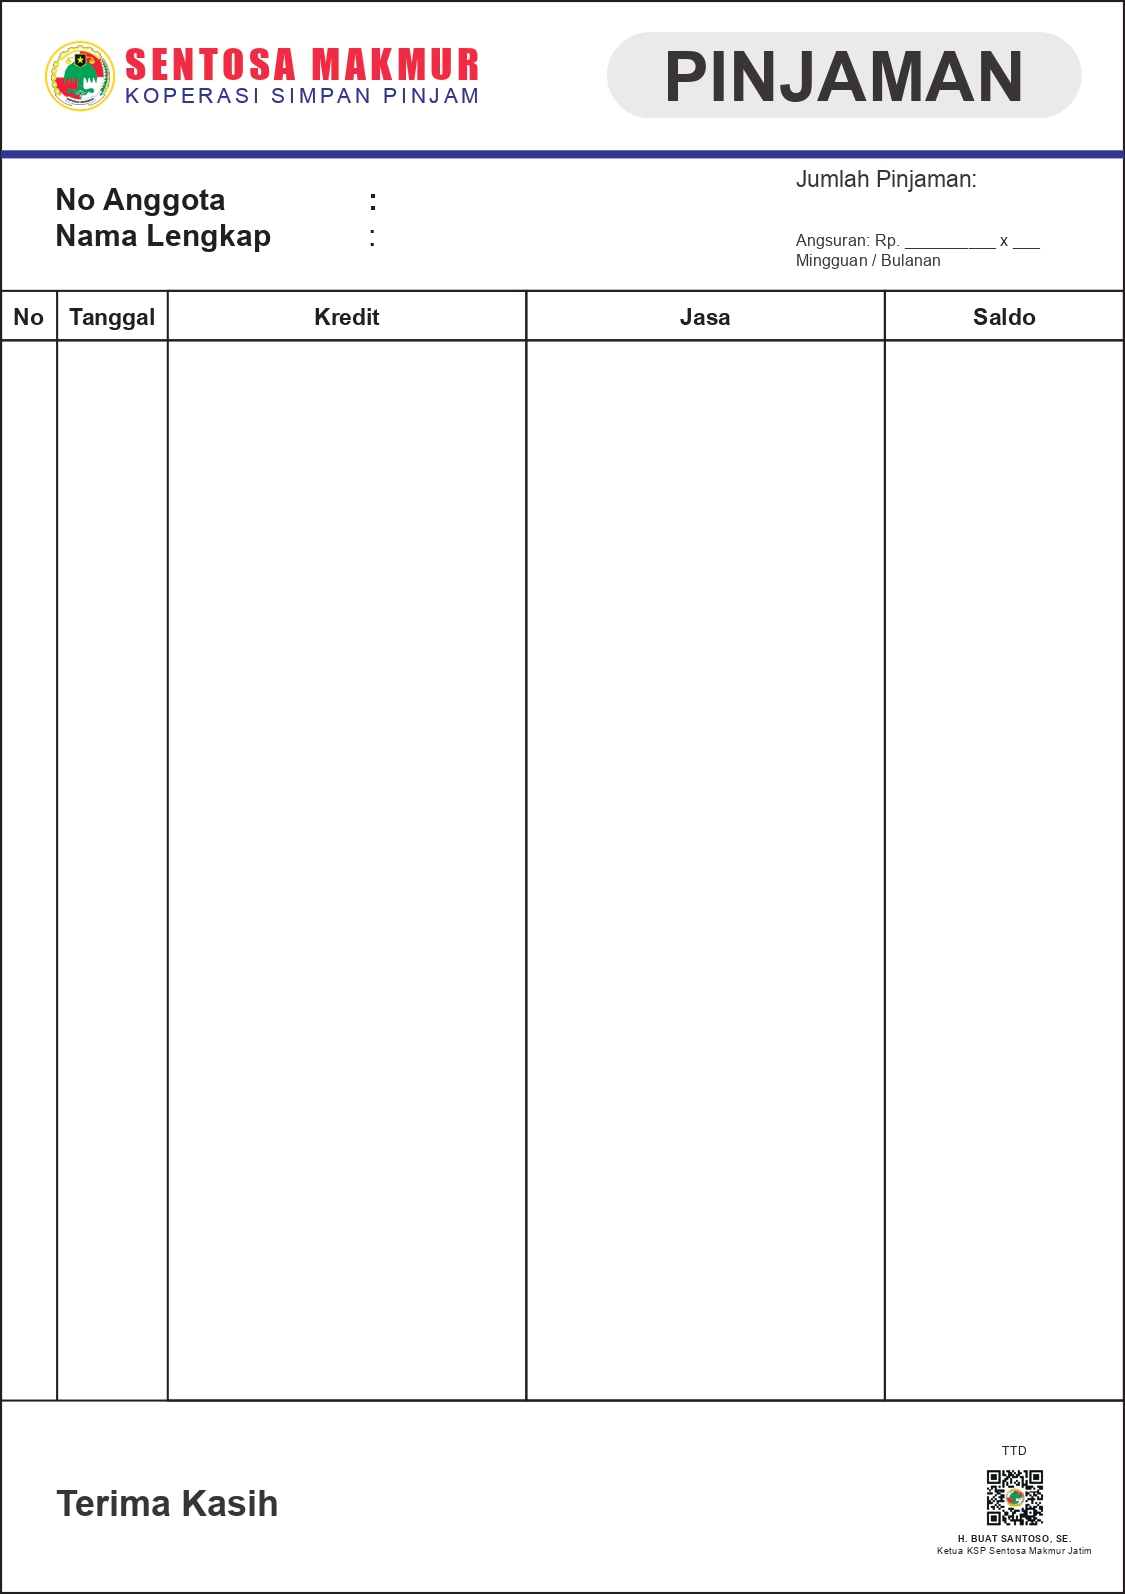 SENTOSA MAKMUR
KOPERASI SIMPAN PINJAM
PINJAMAN
No Anggota :
Nama Lengkap :
Jumlah Pinjaman:
Angsuran: Rp. __________ x ___
Mingguan / Bulanan
No Tanggal Kredit Jasa Saldo
Terima Kasih
TTD
H. BUAT SANTOSO, SE.
Ketua KSP Sentosa Makmur Jatim